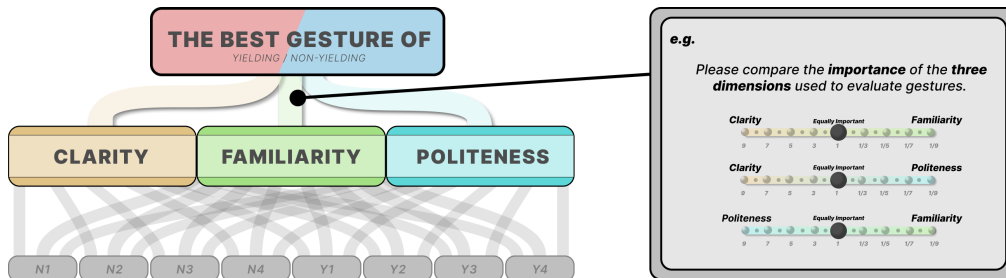 THE BEST GESTURE OF
YIELDING / NON-YIELDING
CLARITY
FAMILIARITY
POLITENESS
N1
N2
N3
N4
Y1
Y2
Y3
Y4
e.g.
Please compare the importance of the three
dimensions used to evaluate gestures.
Clarity Equally Important Familiarity
9 7 5 3 1 1/3 1/5 1/7 1/9
Clarity Equally Important Politeness
9 7 5 3 1 1/3 1/5 1/7 1/9
Politeness Equally Important Familiarity
9 7 5 3 1 1/3 1/5 1/7 1/9